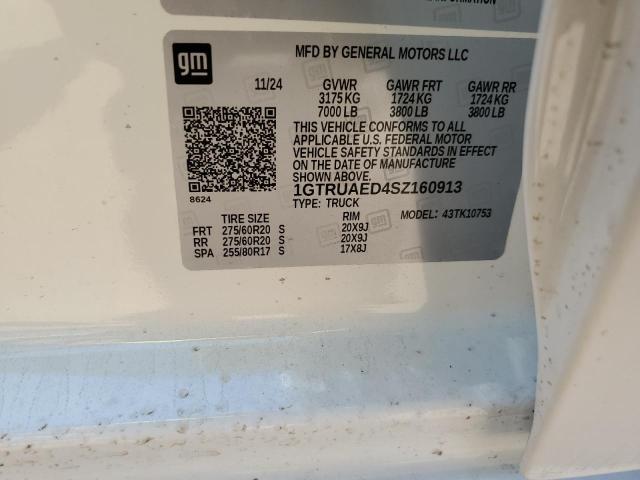 INFORMATION
gm
MFD BY GENERAL MOTORS LLC
11/24 GVWR GAWR FRT GAWR RR
3175 KG 1724 KG 1724 KG
7000 LB 3800 LB 3800 LB
THIS VEHICLE CONFORMS TO ALL
APPLICABLE U.S. FEDERAL MOTOR
VEHICLE SAFETY STANDARDS IN EFFECT
ON THE DATE OF MANUFACTURE
SHOWN ABOVE.
1GTRUAED4SZ160913
8624
TYPE: TRUCK MODEL: 43TK10753
TIRE SIZE RIM
FRT 275/60R20 S 20X9J
RR 275/60R20 S 20X9J
SPA 255/80R17 S 17X8J